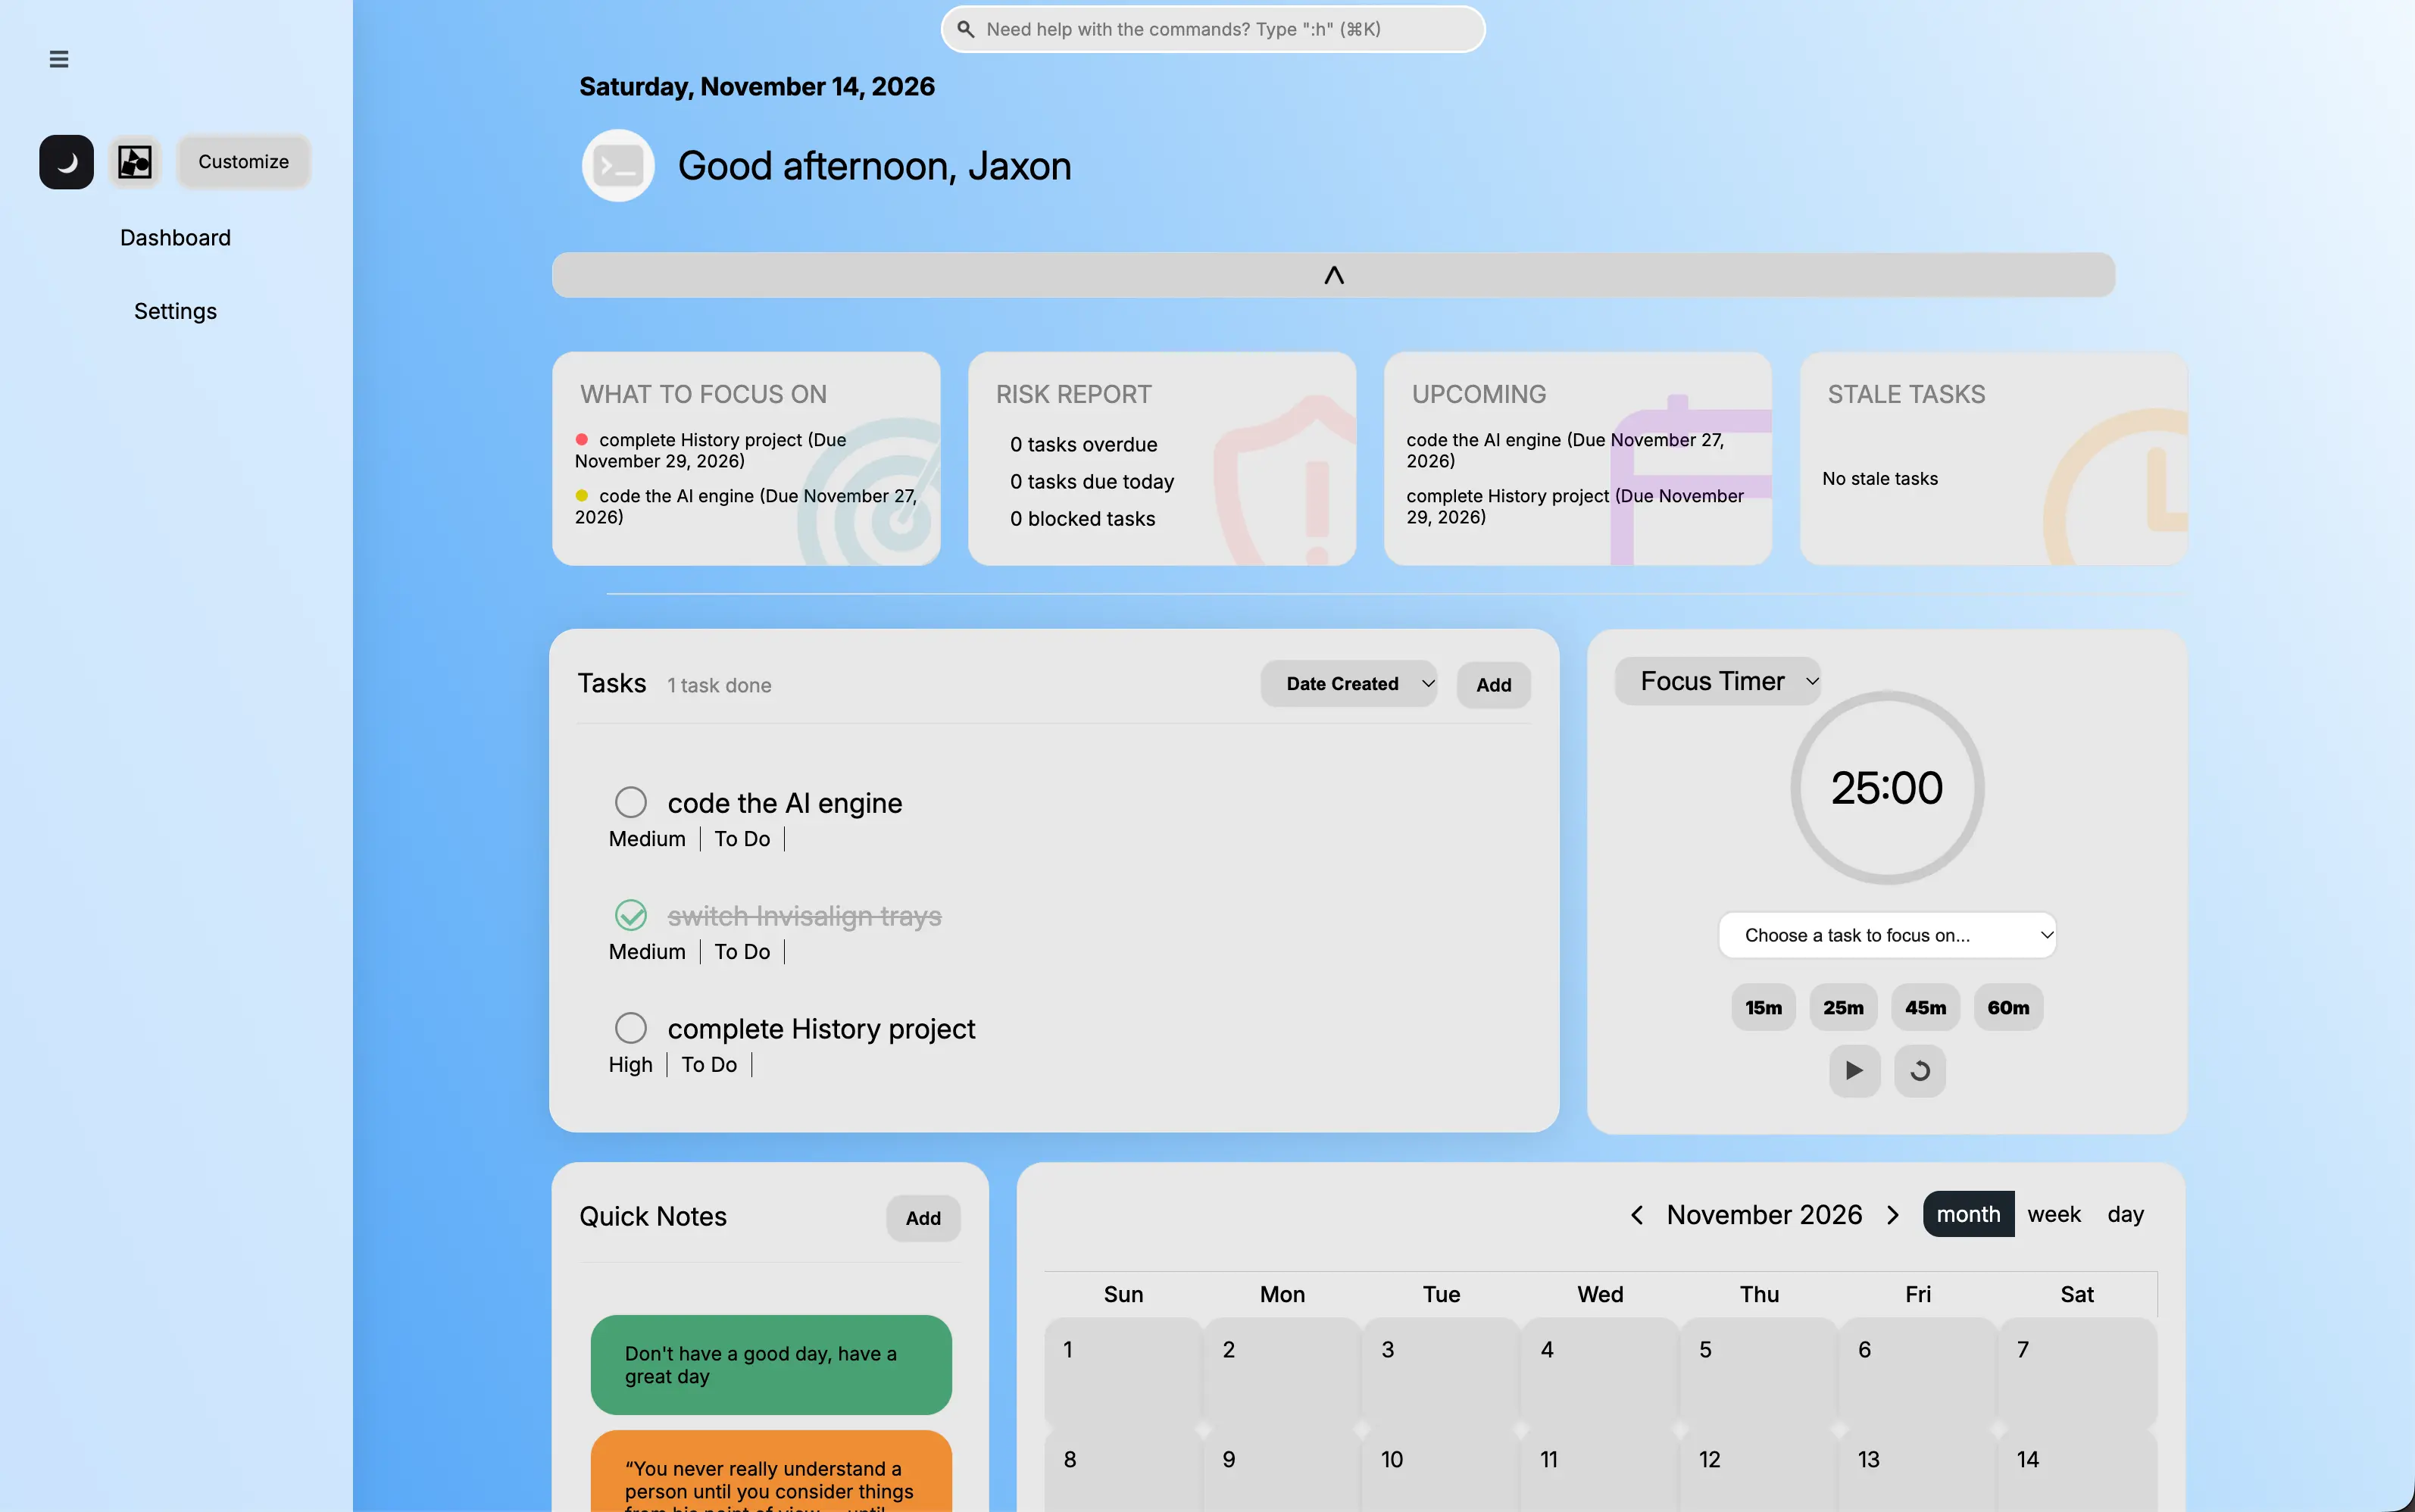 Need help with the commands? Type ":h" (⌘K)
Saturday, November 14, 2026
Good afternoon, Jaxon
Customize
Dashboard
Settings
WHAT TO FOCUS ON
complete History project (Due
November 29, 2026)
code the AI engine (Due November 27,
2026)
RISK REPORT
0 tasks overdue
0 tasks due today
0 blocked tasks
UPCOMING
code the AI engine (Due November 27,
2026)
complete History project (Due November
29, 2026)
STALE TASKS
No stale tasks
Tasks 1 task done
Date Created
Add
code the AI engine
Medium To Do
switch Invisalign trays
Medium To Do
complete History project
High To Do
Focus Timer
25:00
Choose a task to focus on...
15m 25m 45m 60m
Quick Notes
Add
Don't have a good day, have a
great day
“You never really understand a
person until you consider things
from his point of view... until
November 2026
month week day
Sun Mon Tue Wed Thu Fri Sat
1 2 3 4 5 6 7
8 9 10 11 12 13 14